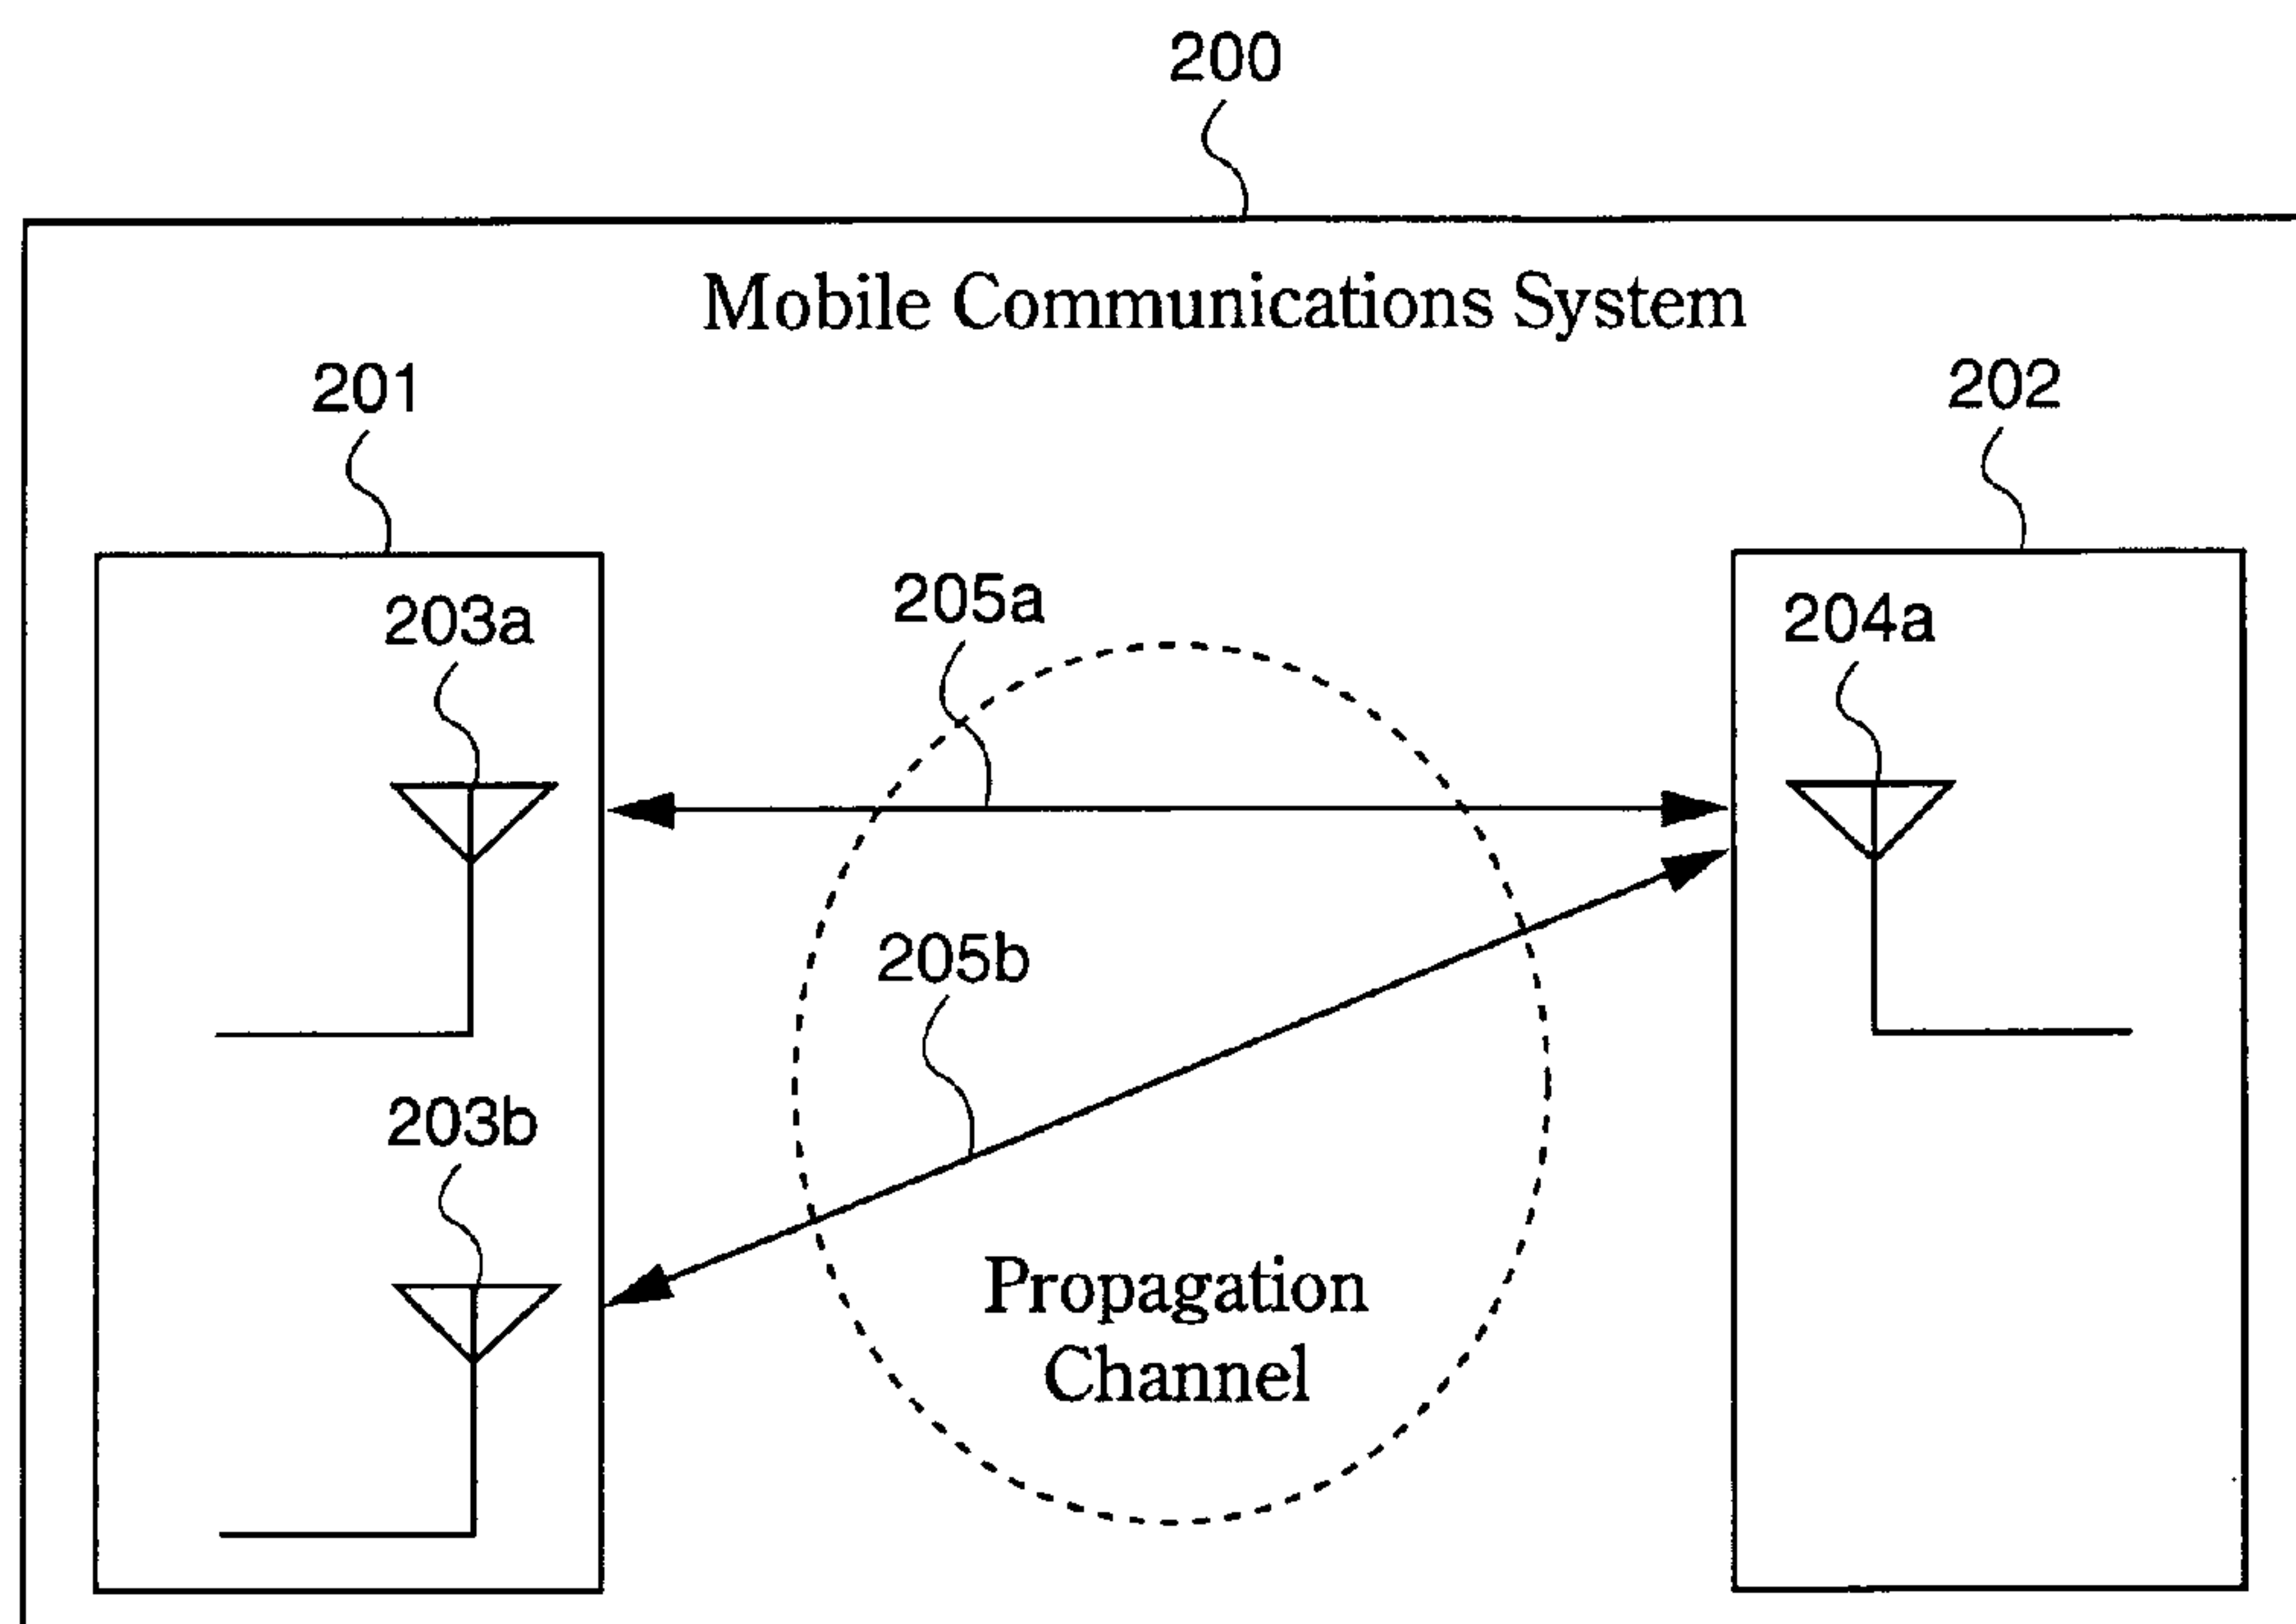 200
Mobile Communications System
201
202
203a
205a
204a
205b
203b
Propagation
Channel